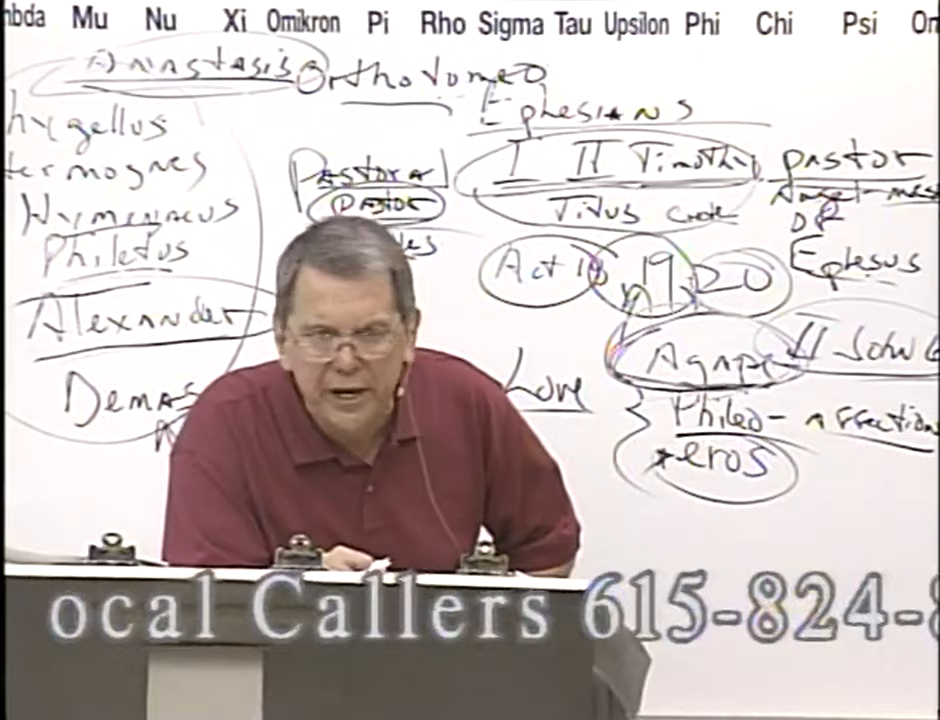 Mu Nu Xi Omikron Pi Rho Sigma Tau Upsilon Phi Chi Psi
Anastasis Orthotomeo
Ephesians
hygellus
ermognes
Hymenaeus
Philetus
Alexander
Demas
Pastoral
Pastor
I II Timothy
Titus
pastor
OF
Ephesus
Act 18, 19, 20
Love
Agape II John 6
Phileo - affection
*eros
ocal Callers 615-824-8